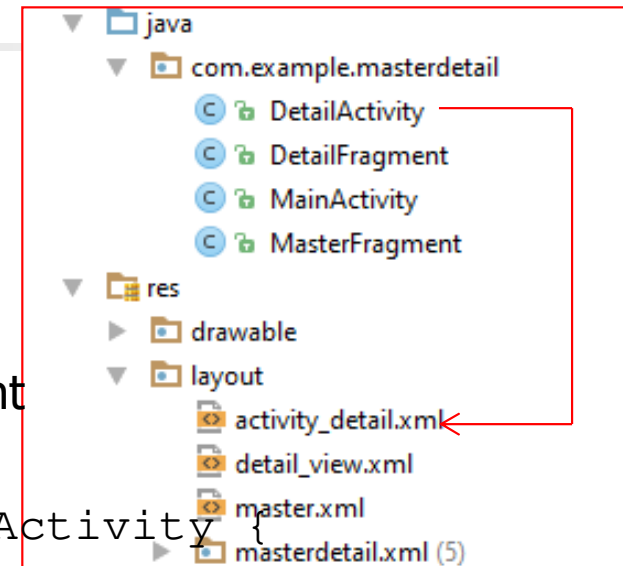 java
com.example.masterdetail
DetailActivity
DetailFragment
MainActivity
MasterFragment
res
drawable
layout
nt
activity_detail.xml
detail_view.xml
master.xml
Activity {
masterdetail.xml (5)